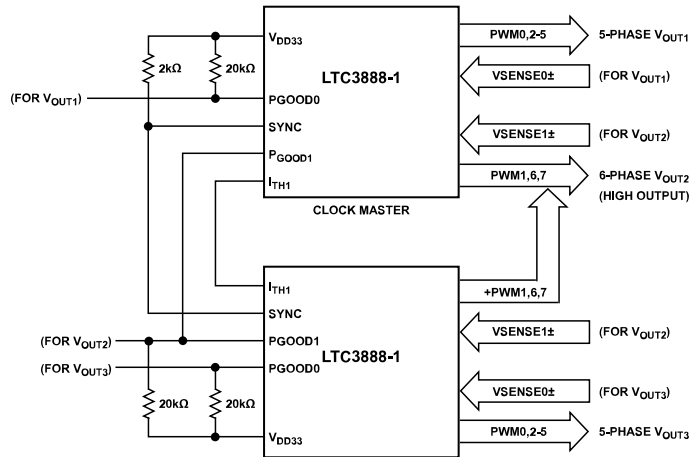 VDD33
2kΩ
20kΩ
(FOR VOUT1)
PGOOD0
SYNC
PGOOD1
ITH1
LTC3888-1
CLOCK MASTER
PWM0,2-5
5-PHASE VOUT1
VSENSE0±
(FOR VOUT1)
VSENSE1±
(FOR VOUT2)
PWM1,6,7
6-PHASE VOUT2
(HIGH OUTPUT)
ITH1
SYNC
(FOR VOUT2)
PGOOD1
(FOR VOUT3)
PGOOD0
20kΩ
20kΩ
VDD33
LTC3888-1
+PWM1,6,7
VSENSE1±
(FOR VOUT2)
VSENSE0±
(FOR VOUT3)
PWM0,2-5
5-PHASE VOUT3